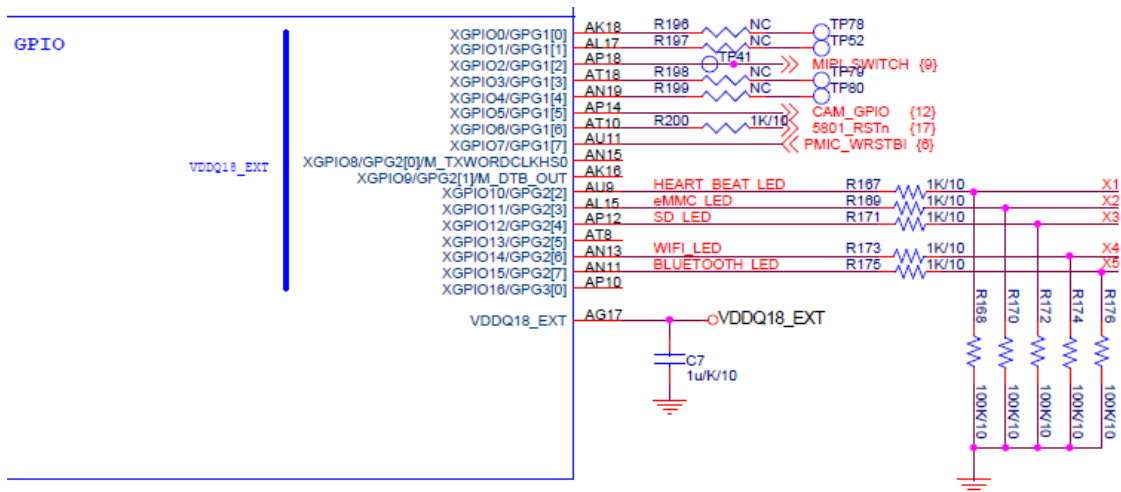 GPIO
VDDQ18_EXT
XGPIO0/GPG1[0] AK18 R196 NC TP78
XGPIO1/GPG1[1] AL17 R197 NC TP52
XGPIO2/GPG1[2] AP18 TP41 MIPI_SWITCH {9}
XGPIO3/GPG1[3] AT18 R198 NC TP79
XGPIO4/GPG1[4] AN19 R199 NC TP80
XGPIO5/GPG1[5] AP14 CAM_GPIO {12}
XGPIO6/GPG1[6] AT10 R200 1K/10 5801_RSTn {17}
XGPIO7/GPG1[7] AU11 PMIC_WRSTBI {6}
XGPIO8/GPG2[0]/M_TXWORDCLKHS0 AN15
XGPIO9/GPG2[1]/M_DTB_OUT AK16
XGPIO10/GPG2[2] AU9 HEART_BEAT_LED R167 1K/10 X1
XGPIO11/GPG2[3] AL15 eMMC_LED R169 1K/10 X2
XGPIO12/GPG2[4] AP12 SD_LED R171 1K/10 X3
XGPIO13/GPG2[5] AT8
XGPIO14/GPG2[6] AN13 WIFI_LED R173 1K/10 X4
XGPIO15/GPG2[7] AN11 BLUETOOTH_LED R175 1K/10 X5
XGPIO16/GPG3[0] AP10
VDDQ18_EXT AG17 VDDQ18_EXT
C7
1u/K/10
R168 R170 R172 R174 R176
100K/10 100K/10 100K/10 100K/10 100K/10